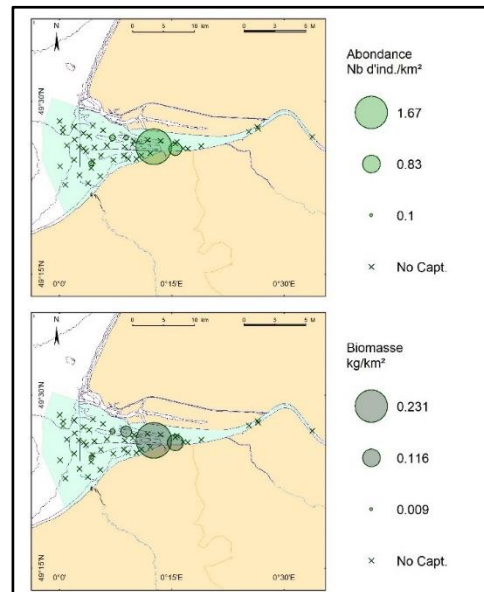 N
0 5 10 km
0 5 M
49°30'N
49°15'N
0°0'
0°15'E
0°30'E
Abondance
Nb d'ind./km²
1.67
0.83
0.1
No Capt.
N
0 5 10 km
0 5 M
49°30'N
49°15'N
0°0'
0°15'E
0°30'E
Biomasse
kg/km²
0.231
0.116
0.009
No Capt.